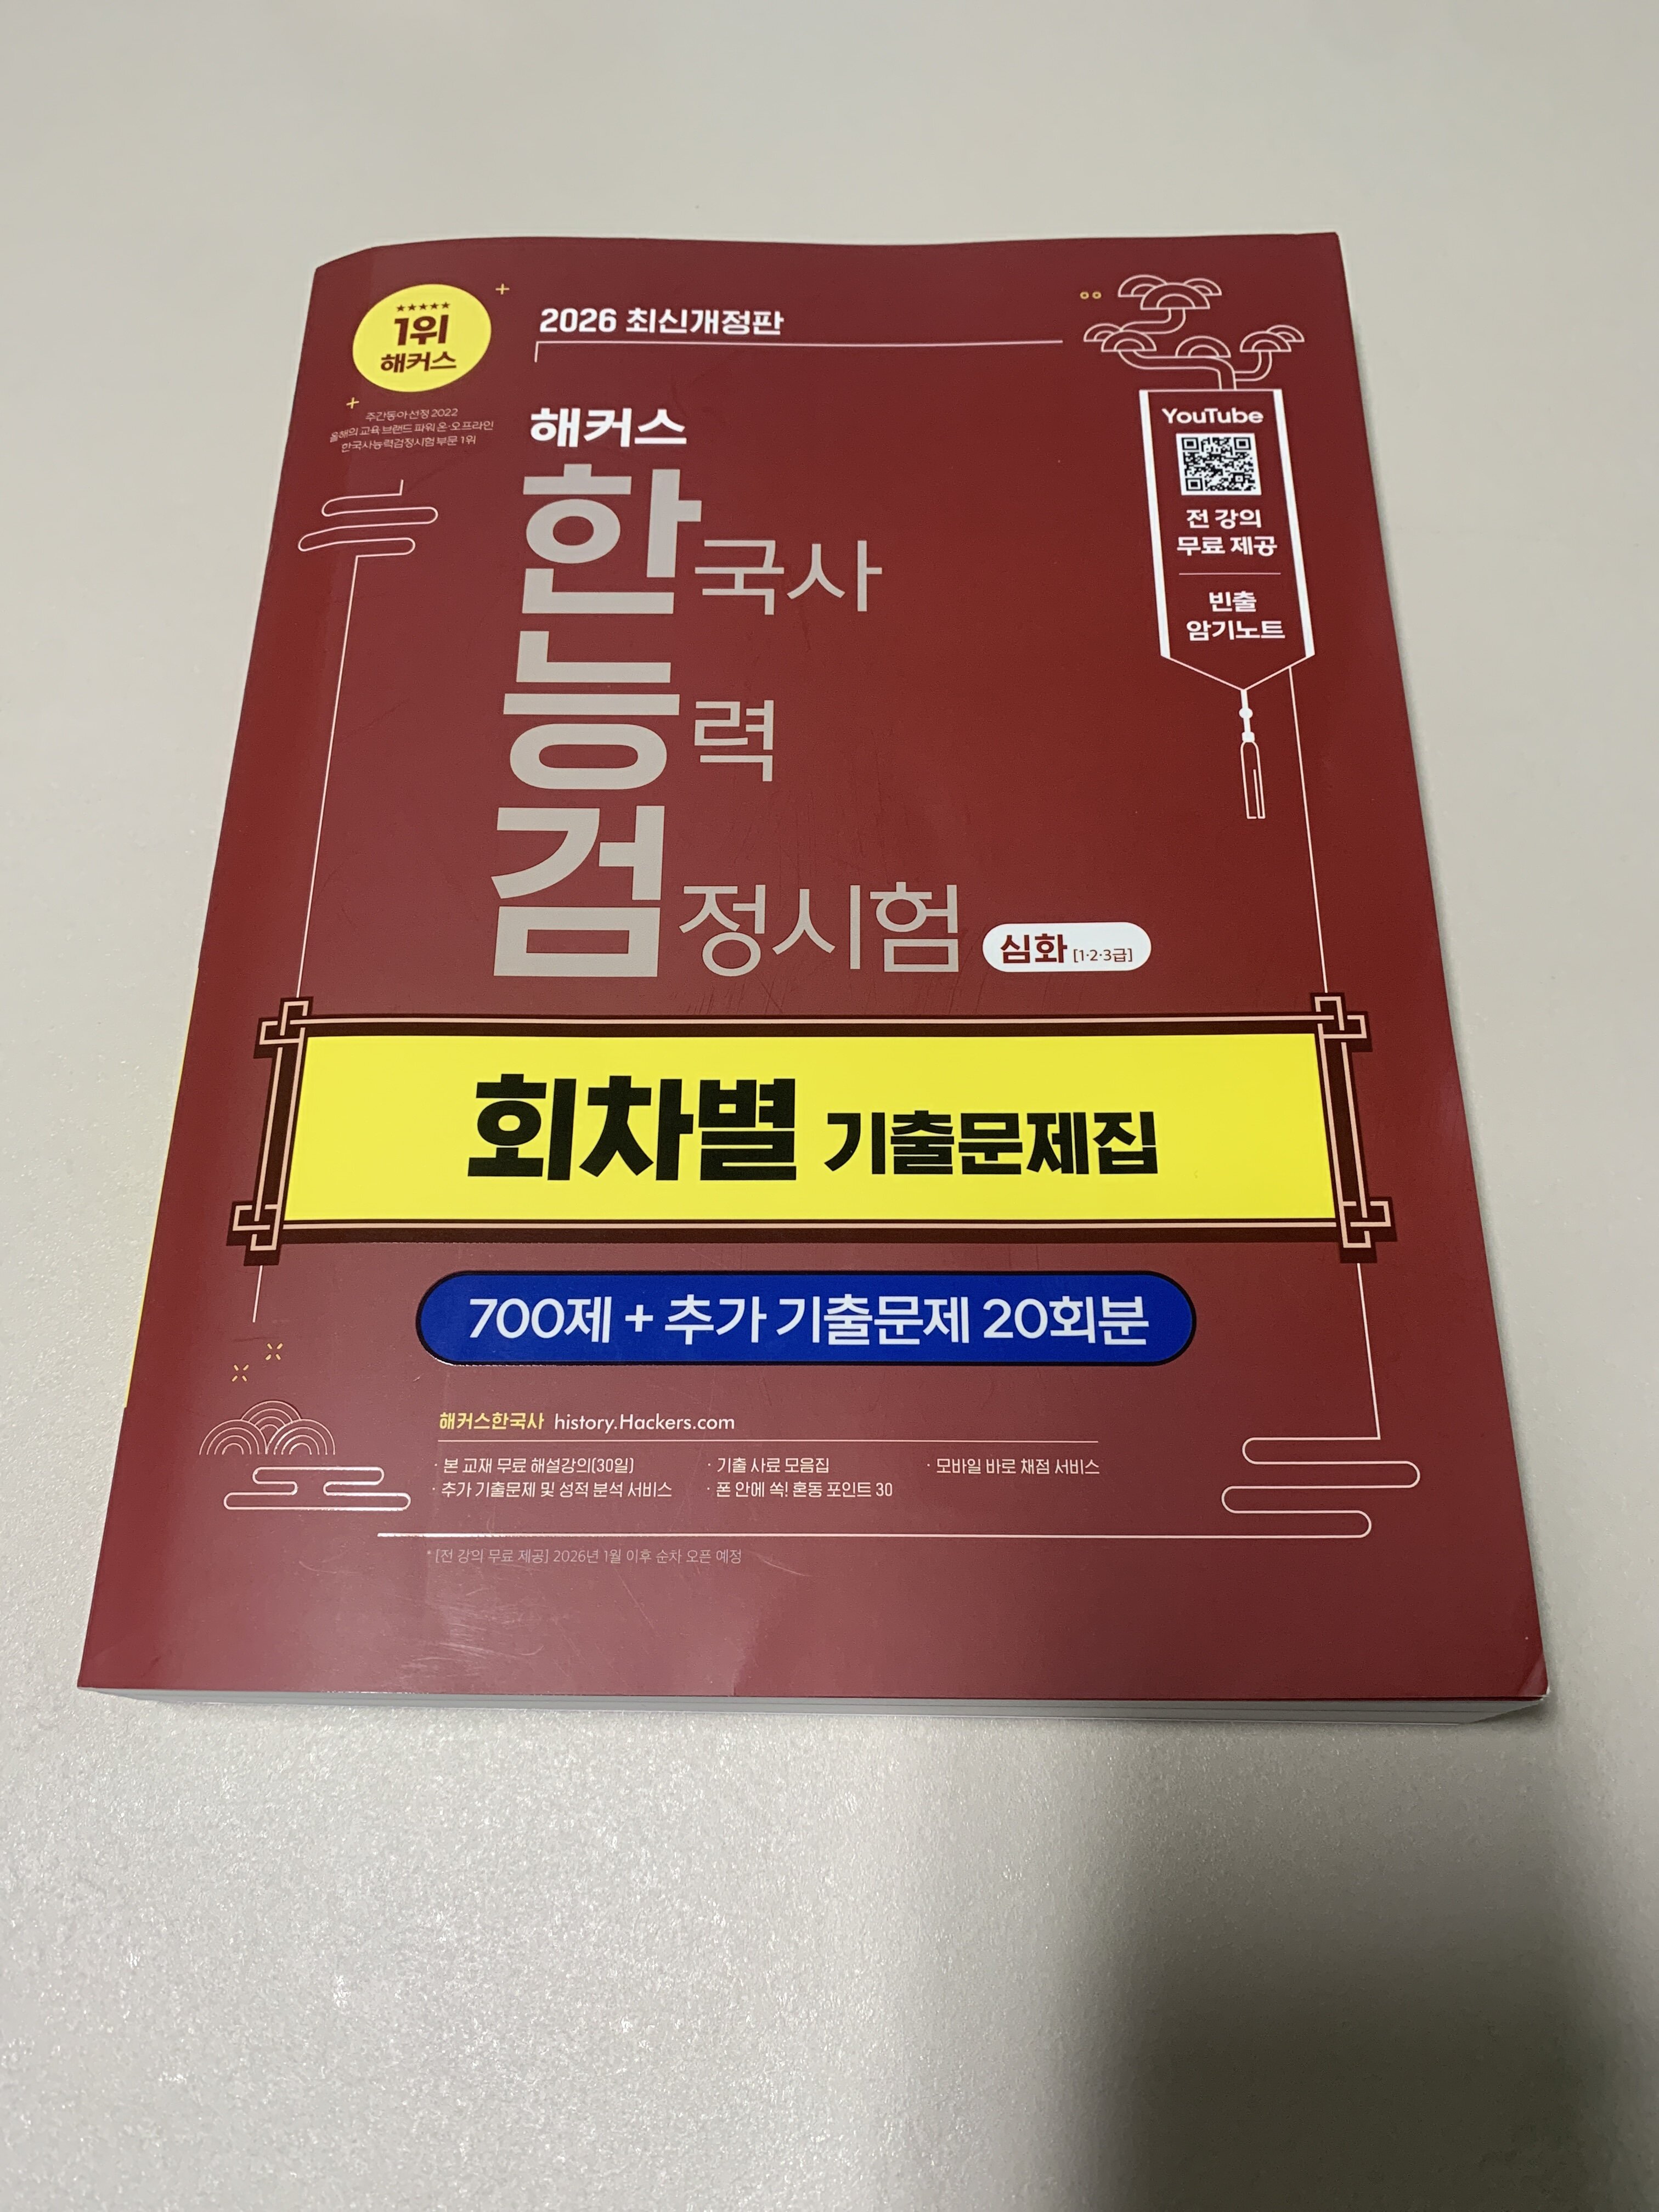 ★★★★★
1위
해커스
주간동아 선정 2022
올해의 교육 브랜드 파워 온·오프라인
한국사능력검정시험 부문 1위
2026 최신개정판
해커스
한국사
능력
검정시험
심화 [1·2·3급]
YouTube
전 강의
무료 제공
빈출
암기노트
회차별 기출문제집
700제 + 추가 기출문제 20회분
해커스한국사 history.Hackers.com
· 본 교재 무료 해설강의(30일)
· 추가 기출문제 및 성적 분석 서비스
· 기출 사료 모음집
· 폰 안에 쏙! 혼동 포인트 30
· 모바일 바로 채점 서비스
* [전 강의 무료 제공] 2026년 1월 이후 순차 오픈 예정